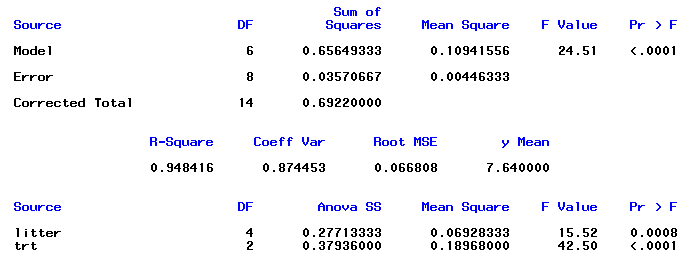 Sum of
Source DF Squares Mean Square F Value Pr > F
Model 6 0.65649333 0.10941556 24.51 <.0001
Error 8 0.03570667 0.00446333
Corrected Total 14 0.69220000
R-Square Coeff Var Root MSE y Mean
0.948416 0.874453 0.066808 7.640000
Source DF Anova SS Mean Square F Value Pr > F
litter 4 0.27713333 0.06928333 15.52 0.0008
trt 2 0.37936000 0.18968000 42.50 <.0001